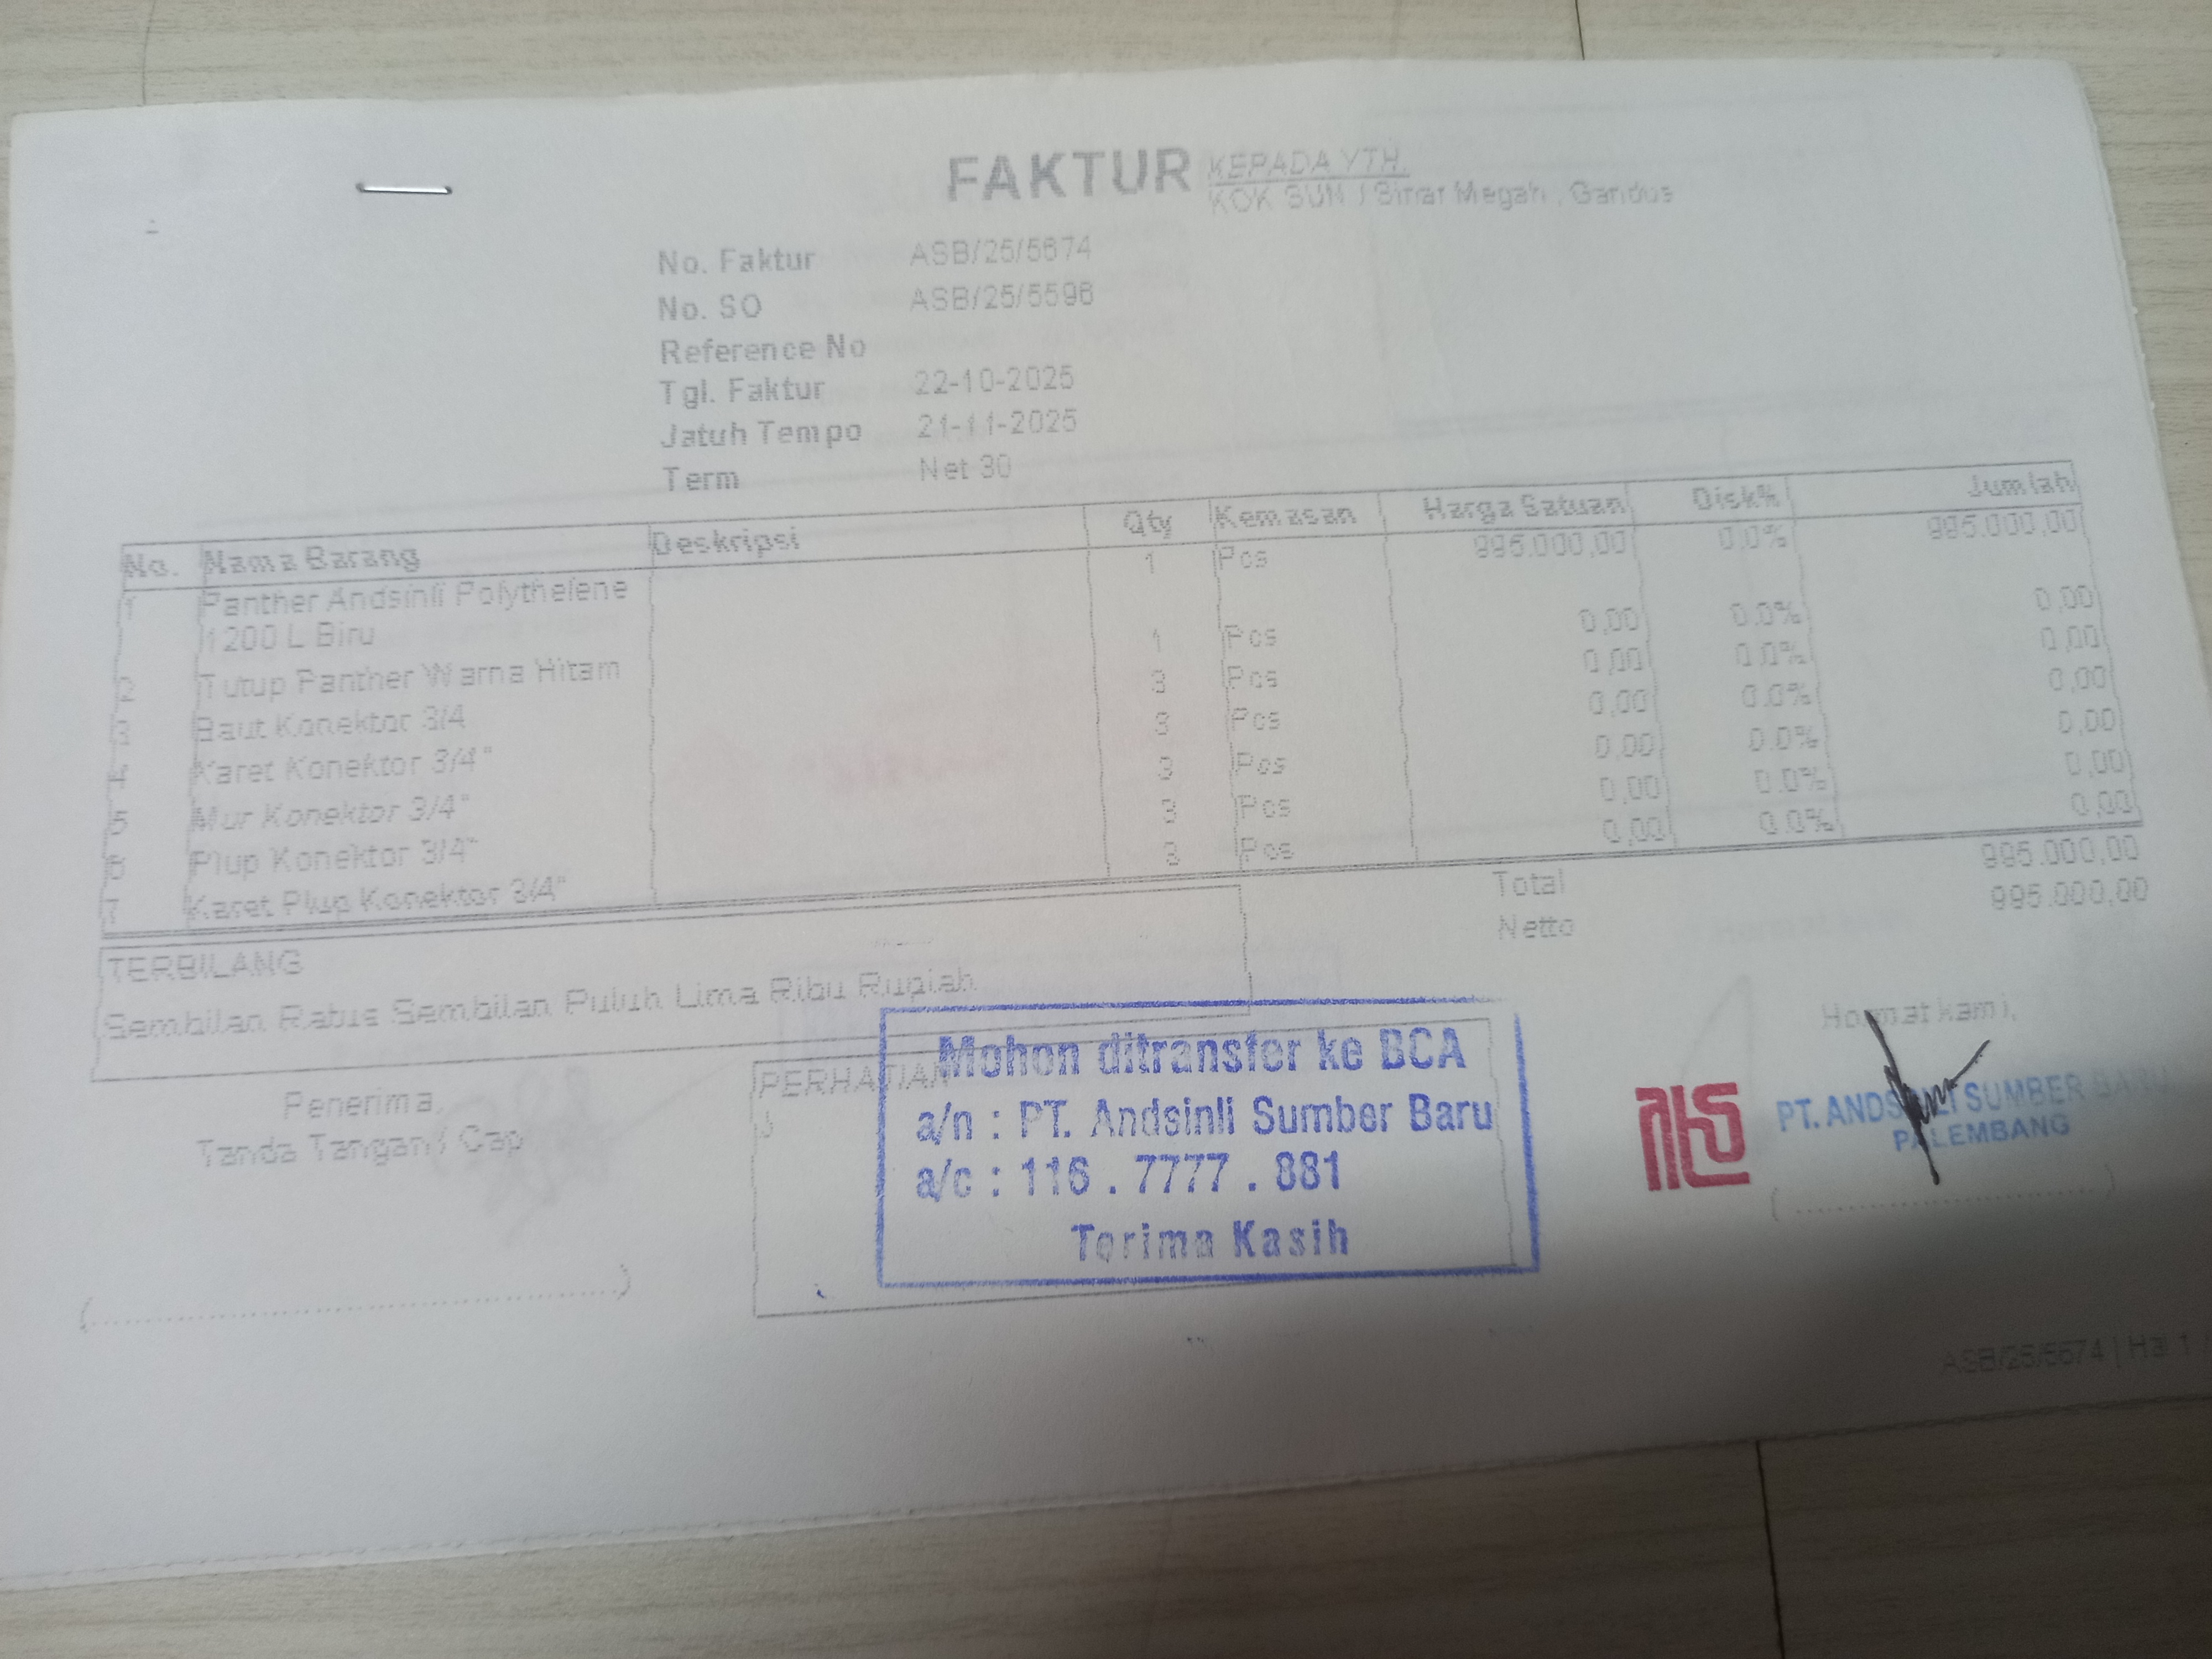 FAKTUR
KEPADA YTH.
KOK SUN / Sinar Megah , Gandus
No. Faktur ASB/25/5674
No. SO ASB/25/5596
Reference No
Tgl. Faktur 22-10-2025
Jatuh Tempo 21-11-2025
Term Net 30
No. Nama Barang Deskripsi Qty Kemasan Harga Satuan Disk% Jumlah
1 Panther Andsinli Polythelene 1 Pcs 995.000,00 0.0% 995.000,00
1200 L Biru
2 Tutup Panther Warna Hitam 1 Pcs 0,00 0.0% 0,00
3 Baut Konektor 3/4 3 Pcs 0,00 0.0% 0,00
4 Karet Konektor 3/4" 3 Pcs 0,00 0.0% 0,00
5 Mur Konektor 3/4" 3 Pcs 0,00 0.0% 0,00
6 Plup Konektor 3/4" 3 Pcs 0,00 0.0% 0,00
7 Karet Plup Konektor 3/4" 3 Pcs 0,00 0.0% 0,00
Total 995.000,00
Netto 995.000,00
TERBILANG
Sembilan Ratus Sembilan Puluh Lima Ribu Rupiah
Penerima,
Tanda Tangan / Cap
PERHATIAN
Mohon ditransfer ke BCA
a/n : PT. Andsinli Sumber Baru
a/c : 116 . 7777 . 881
Terima Kasih
Hormat kami,
PT. ANDSINLI SUMBER BARU
PALEMBANG
ASB/25/5674 | Hal 1